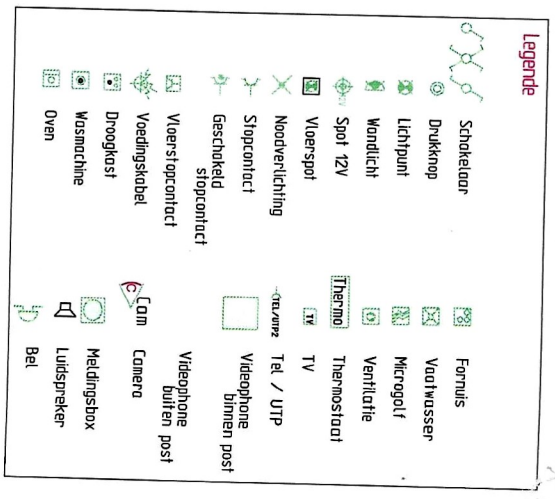 Legende
Schakelaar
Drukknop
Lichtpunt
Wandlicht
Spot 12V
Vloerspot
Noodverlichting
Stopcontact
Geschakeld
stopcontact
Vloerstopcontact
Voedingskabel
Droogkast
Wasmachine
Oven
Fornuis
Vaatwasser
Microgolf
Ventilatie
Thermo
Thermostaat
TV
TV
TEL/UTP2
Tel / UTP
Videophone
binnen post
Videophone
buiten post
Cam
Camera
Meldingsbox
Luidspreker
Bel